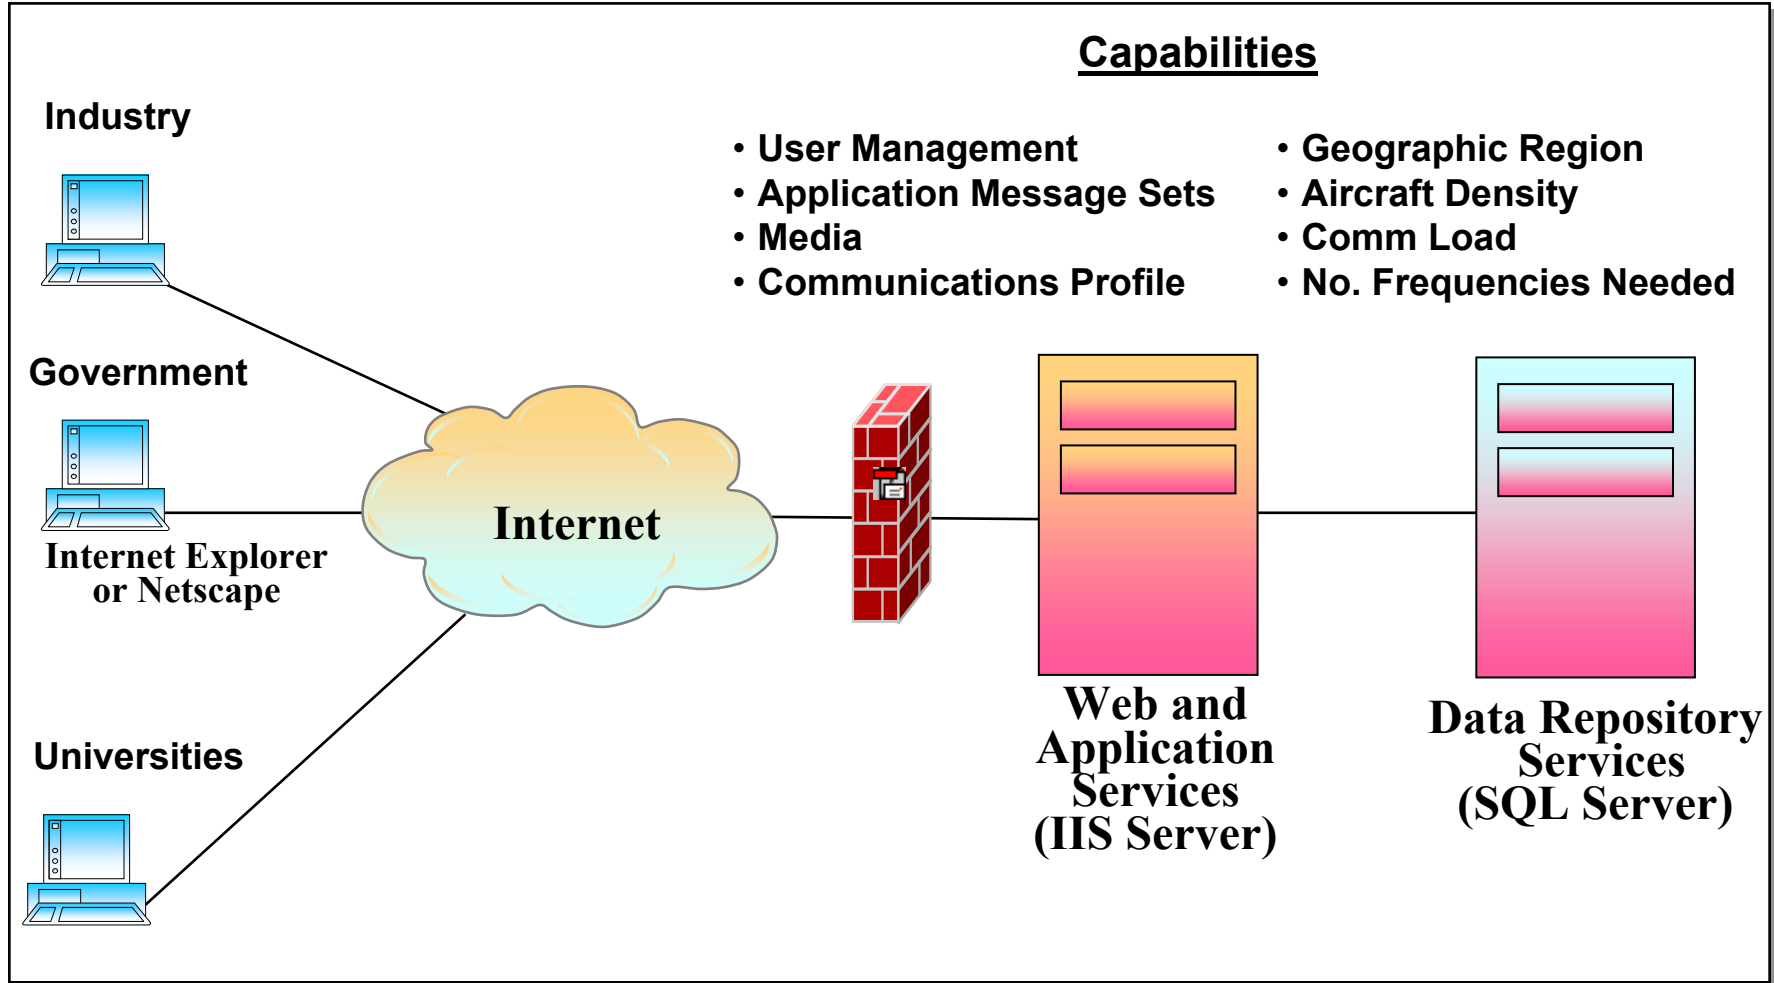 Capabilities
Industry
• User Management
• Application Message Sets
• Media
• Communications Profile
• Geographic Region
• Aircraft Density
• Comm Load
• No. Frequencies Needed
Government
Internet Explorer
or Netscape
Internet
Universities
Web and
Application
Services
(IIS Server)
Data Repository
Services
(SQL Server)